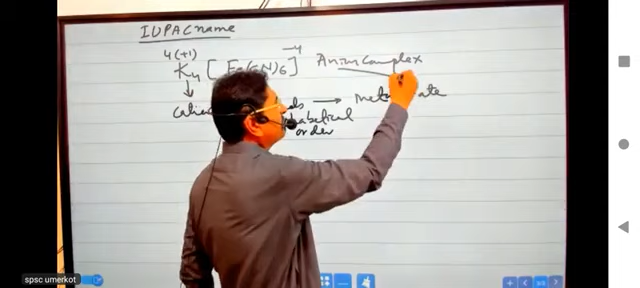 IUPAC name
4(+1) -4
K4 [ Fe(CN)6] Anion Complex
metal ate
alphabetical
order
spsc umerkot